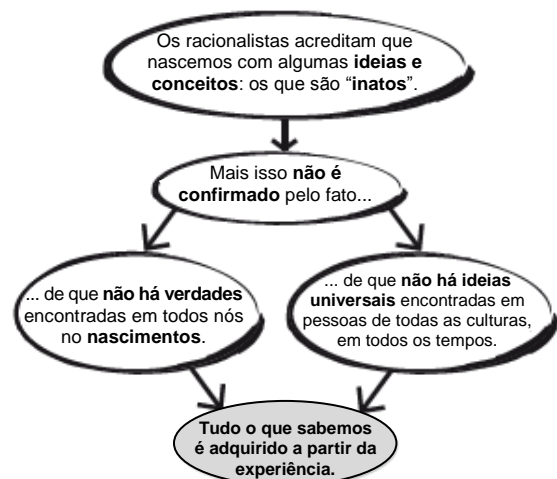 Os racionalistas acreditam que
nascemos com algumas ideias e
conceitos: os que são “inatos”.
Mais isso não é
confirmado pelo fato...
... de que não há verdades
encontradas em todos nós
no nascimentos.
... de que não há ideias
universais encontradas em
pessoas de todas as culturas,
em todos os tempos.
Tudo o que sabemos
é adquirido a partir da
experiência.